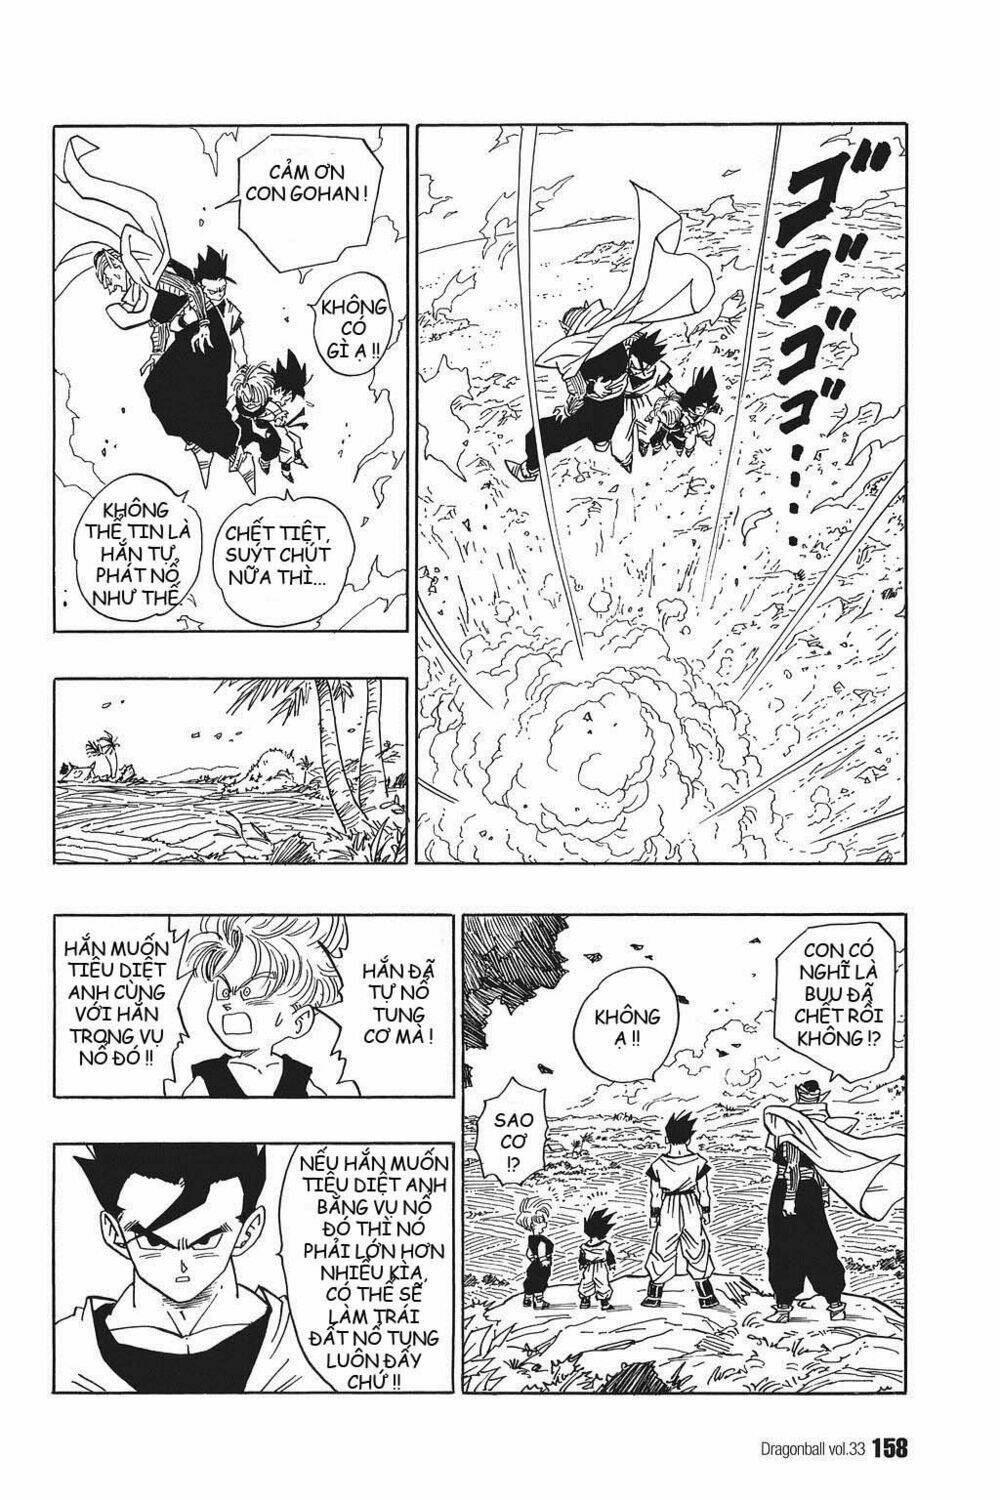 ゴゴゴゴ....
CẢM ƠN
CON GOHAN !
KHÔNG
CÓ
GÌ Ạ !!
CHẾT TIỆT,
SUÝT CHÚT
NỮA THÌ...
KHÔNG
THỂ TIN LÀ
HẮN TỰ
PHÁT NỔ
NHƯ THẾ.
CON CÓ
NGHĨ LÀ
BUU ĐÃ
CHẾT RỒI
KHÔNG !?
KHÔNG
Ạ !!
SAO
CƠ
!?
HẮN ĐÃ
TỰ NỔ
TUNG
CƠ MÀ !
HẮN MUỐN
TIÊU DIỆT
ANH CÙNG
VỚI HẮN
TRONG VỤ
NỔ ĐÓ !!
NẾU HẮN MUỐN
TIÊU DIỆT ANH
BẰNG VỤ NỔ
ĐÓ THÌ NÓ
PHẢI LỚN HƠN
NHIỀU KÌA,
CÓ THỂ SẼ
LÀM TRÁI
ĐẤT NỔ TUNG
LUÔN ĐẤY
CHỨ !!
Dragonball vol.33 158